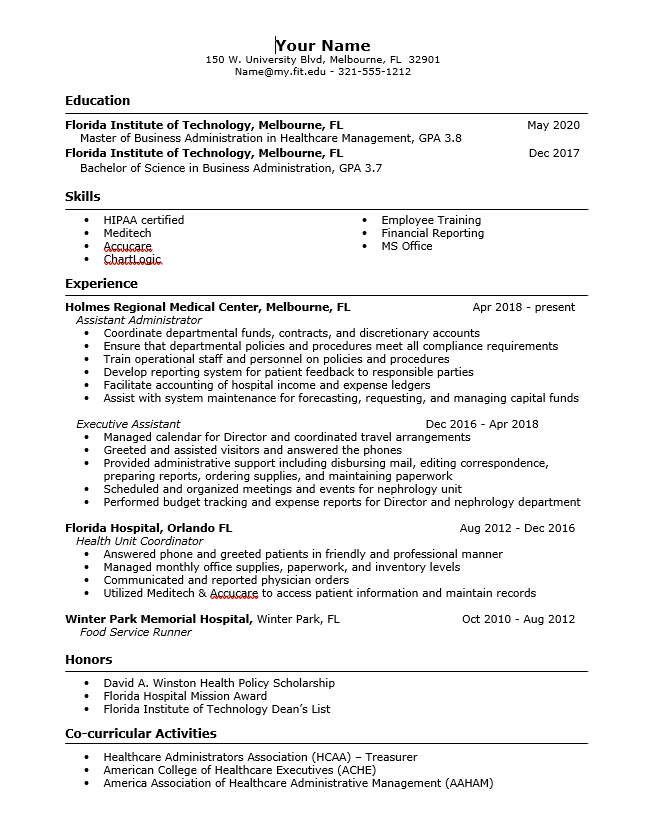 Your Name
150 W. University Blvd, Melbourne, FL  32901
Name@my.fit.edu - 321-555-1212
Education
Florida Institute of Technology, Melbourne, FL May 2020
Master of Business Administration in Healthcare Management, GPA 3.8
Florida Institute of Technology, Melbourne, FL Dec 2017
Bachelor of Science in Business Administration, GPA 3.7
Skills
• HIPAA certified • Employee Training
• Meditech • Financial Reporting
• Accucare • MS Office
• ChartLogic
Experience
Holmes Regional Medical Center, Melbourne, FL Apr 2018 - present
Assistant Administrator
• Coordinate departmental funds, contracts, and discretionary accounts
• Ensure that departmental policies and procedures meet all compliance requirements
• Train operational staff and personnel on policies and procedures
• Develop reporting system for patient feedback to responsible parties
• Facilitate accounting of hospital income and expense ledgers
• Assist with system maintenance for forecasting, requesting, and managing capital funds
Executive Assistant Dec 2016 - Apr 2018
• Managed calendar for Director and coordinated travel arrangements
• Greeted and assisted visitors and answered the phones
• Provided administrative support including disbursing mail, editing correspondence,
preparing reports, ordering supplies, and maintaining paperwork
• Scheduled and organized meetings and events for nephrology unit
• Performed budget tracking and expense reports for Director and nephrology department
Florida Hospital, Orlando FL Aug 2012 - Dec 2016
Health Unit Coordinator
• Answered phone and greeted patients in friendly and professional manner
• Managed monthly office supplies, paperwork, and inventory levels
• Communicated and reported physician orders
• Utilized Meditech & Accucare to access patient information and maintain records
Winter Park Memorial Hospital, Winter Park, FL Oct 2010 - Aug 2012
Food Service Runner
Honors
• David A. Winston Health Policy Scholarship
• Florida Hospital Mission Award
• Florida Institute of Technology Dean’s List
Co-curricular Activities
• Healthcare Administrators Association (HCAA) – Treasurer
• American College of Healthcare Executives (ACHE)
• America Association of Healthcare Administrative Management (AAHAM)